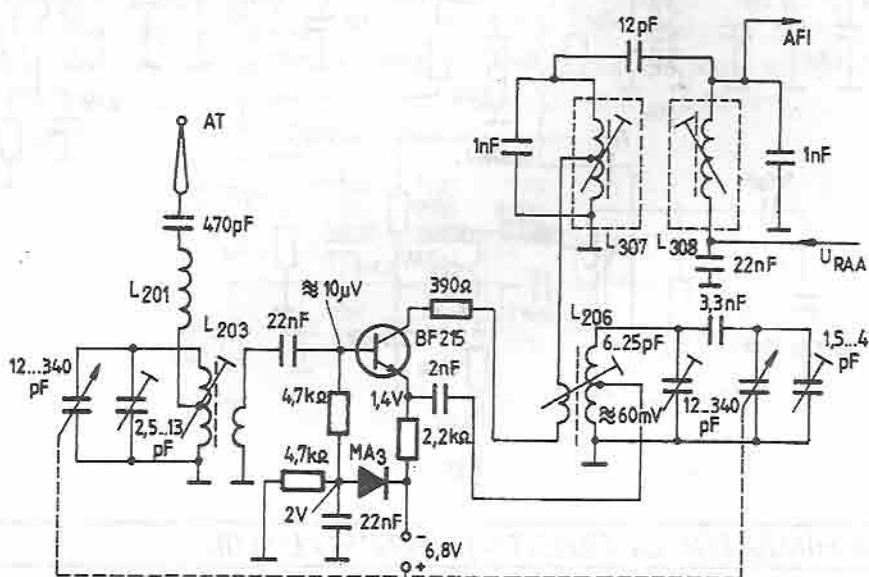 12pF
AFI
AT
1nF
1nF
470pF
L307
L308
URAA
22nF
L201
≈10µV
390Ω
L206
3,3nF
L203
22nF
BF215
6..25pF
1,5..4
pF
12...340
pF
2nF
4,7kΩ
1,4V
2,5..13
pF
≈60mV
12..340
pF
2,2kΩ
4,7kΩ
MA3
2V
22nF
-
6,8V
+